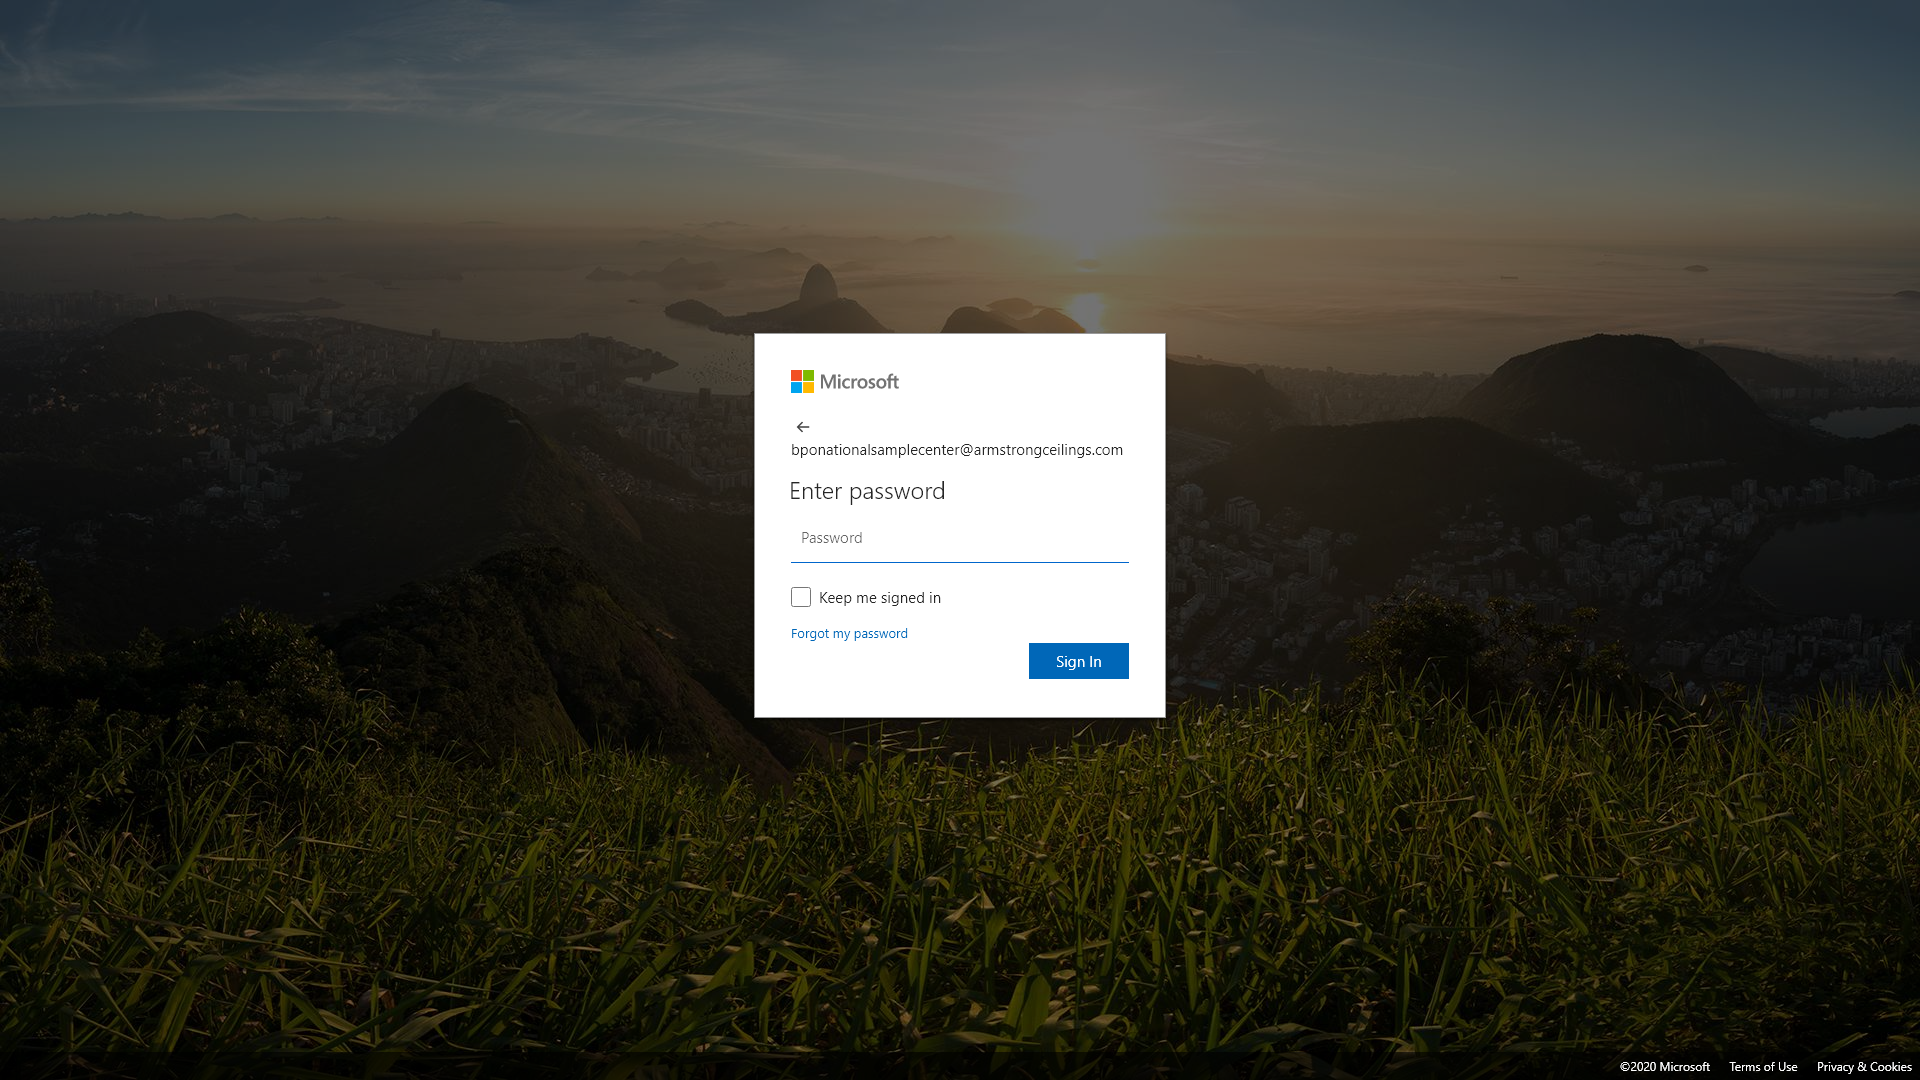 Microsoft
bponationalsamplecenter@armstrongceilings.com
Enter password
Password
Keep me signed in
Forgot my password
Sign In
©2020 Microsoft Terms of Use Privacy & Cookies